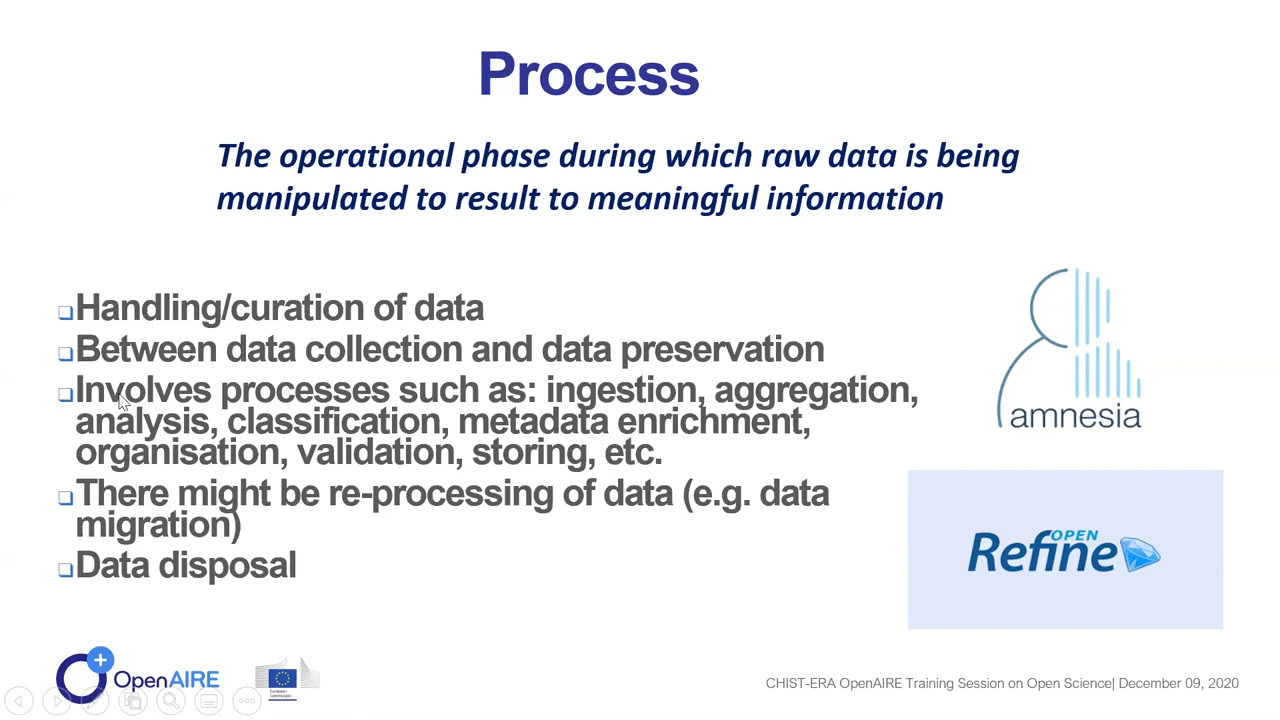 Process
The operational phase during which raw data is being
manipulated to result to meaningful information
Handling/curation of data
Between data collection and data preservation
Involves processes such as: ingestion, aggregation,
analysis, classification, metadata enrichment,
organisation, validation, storing, etc.
There might be re-processing of data (e.g. data
migration)
Data disposal
amnesia
OPEN
Refine
OpenAIRE
European
Commission
CHIST-ERA OpenAIRE Training Session on Open Science| December 09, 2020